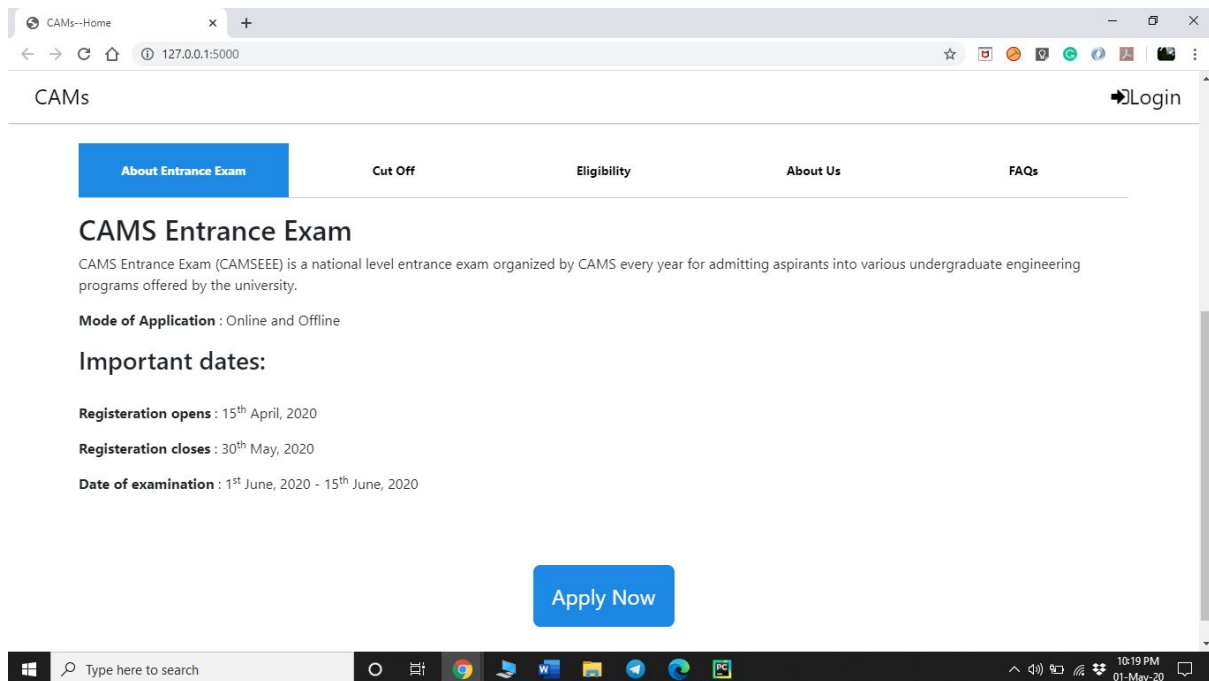 CAMs--Home
127.0.0.1:5000
CAMs
Login
About Entrance Exam Cut Off Eligibility About Us FAQs
CAMS Entrance Exam
CAMS Entrance Exam (CAMSEEE) is a national level entrance exam organized by CAMS every year for admitting aspirants into various undergraduate engineering
programs offered by the university.
Mode of Application : Online and Offline
Important dates:
Registeration opens : 15th April, 2020
Registeration closes : 30th May, 2020
Date of examination : 1st June, 2020 - 15th June, 2020
Apply Now
Type here to search
10:19 PM
01-May-20